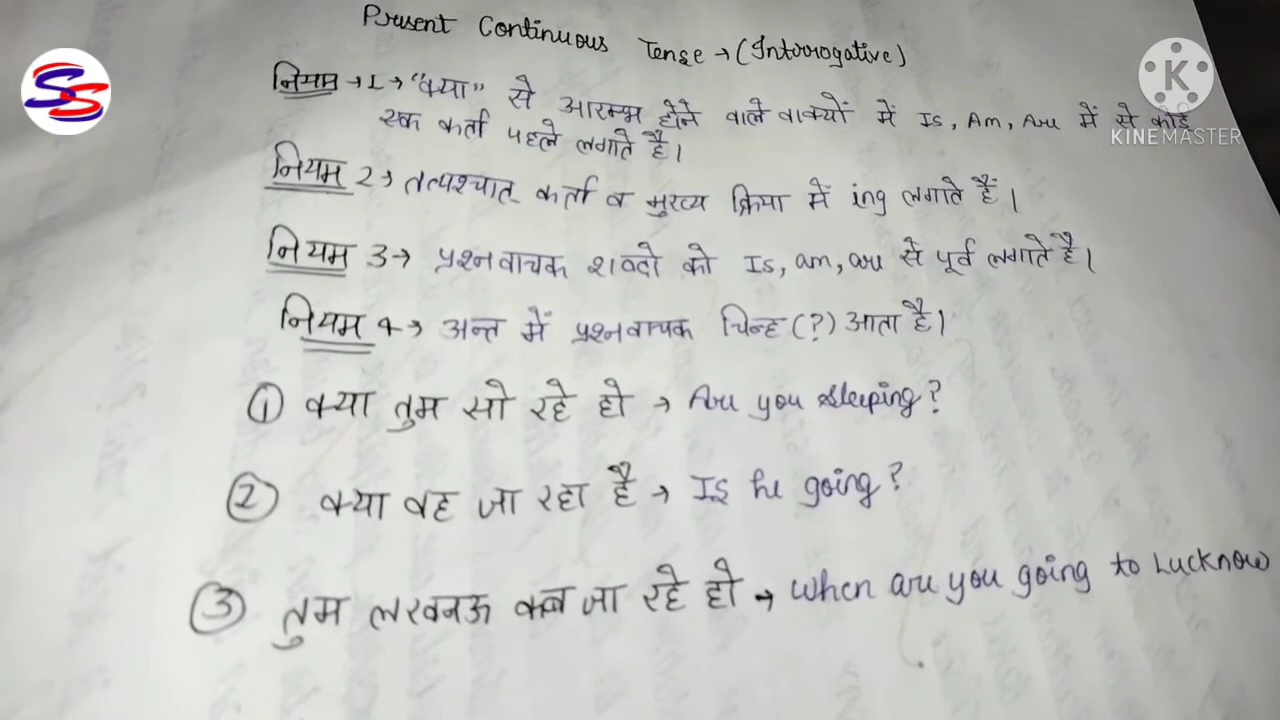 Present Continuous Tense → (Intorrogative)
नियम → 1 → "क्या" से आरम्भ होने वाले वाक्यों में Is, Am, Are में से कोई
एक कर्ता पहले लगाते है।
नियम 2 → तत्पश्चात् कर्ता व मुख्य क्रिया में ing लगाते हैं।
नियम 3 → प्रश्नवाचक शब्दो को Is, am, are से पूर्व लगाते है।
नियम 4 → अन्त में प्रश्नवाचक चिन्ह (?) आता है।
① क्या तुम सो रहे हो → Are you sleeping?
② क्या वह जा रहा है → Is he going?
③ तुम लखनऊ कब जा रहे हो → When are you going to Lucknow
SS
K
KINEMASTER